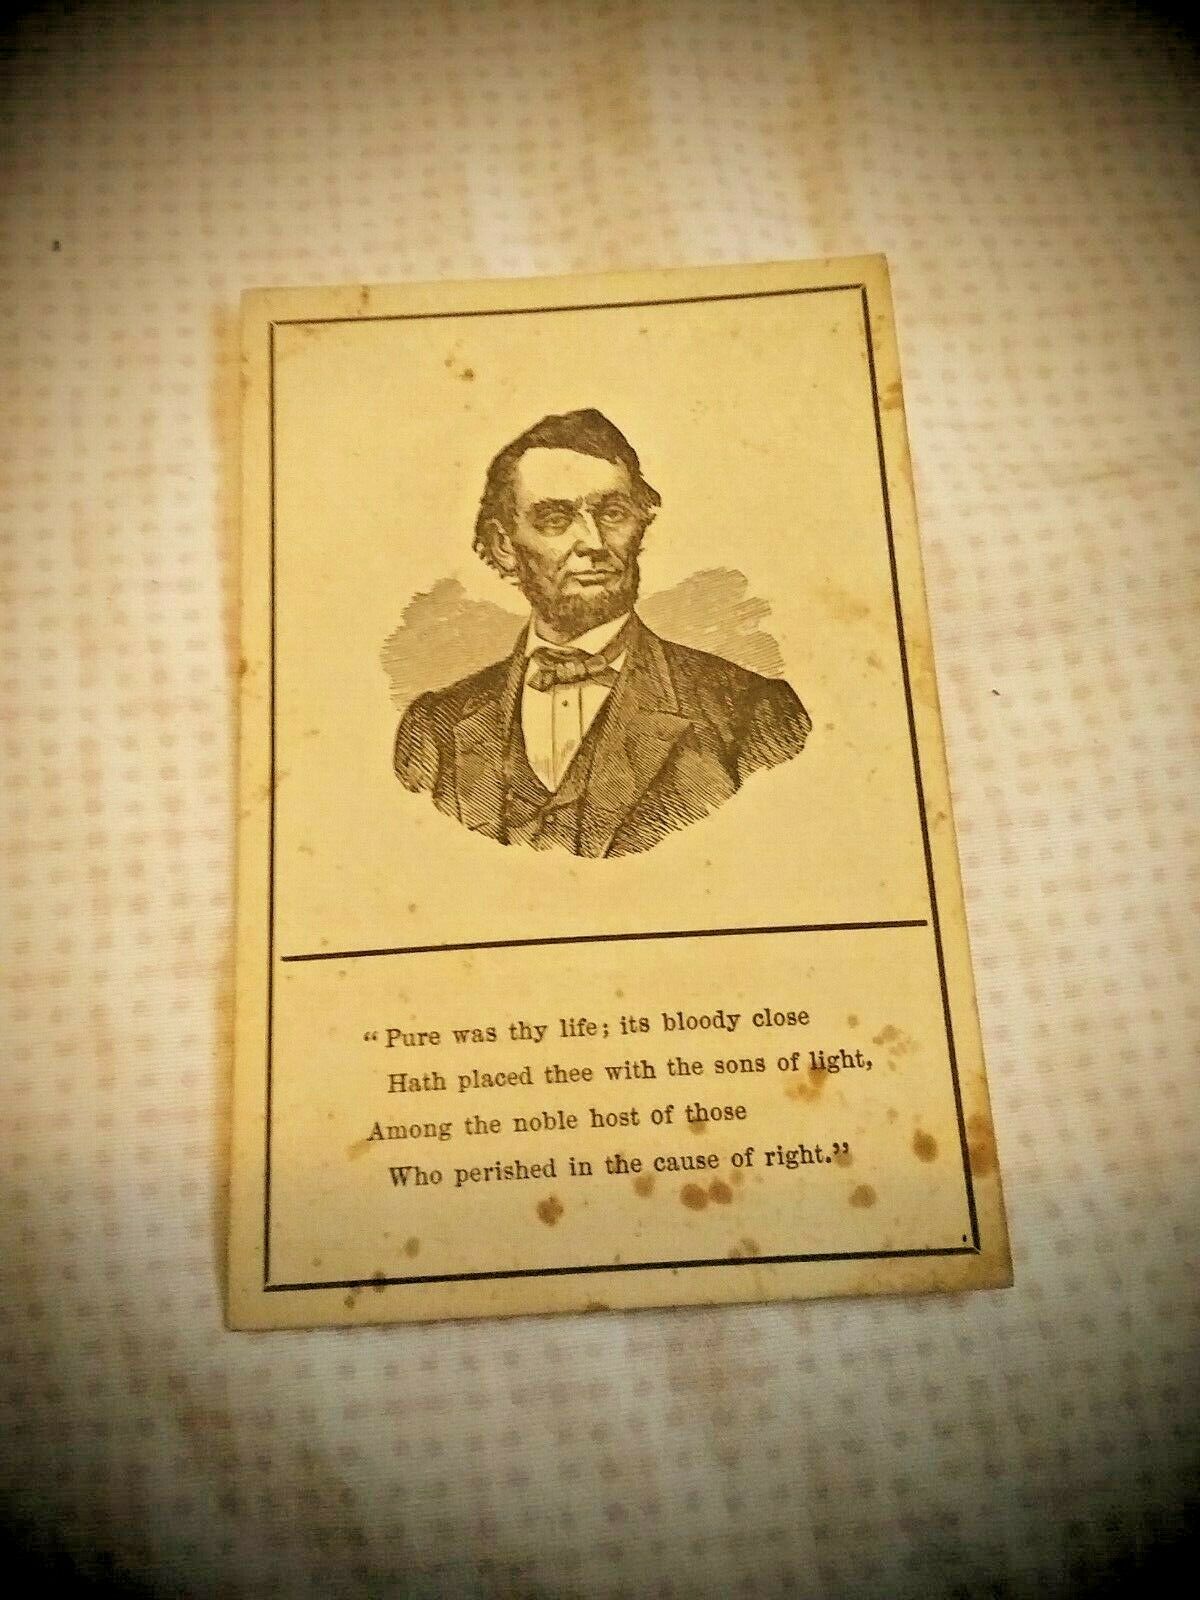 “ Pure was thy life; its bloody close
Hath placed thee with the sons of light,
Among the noble host of those
Who perished in the cause of right.”